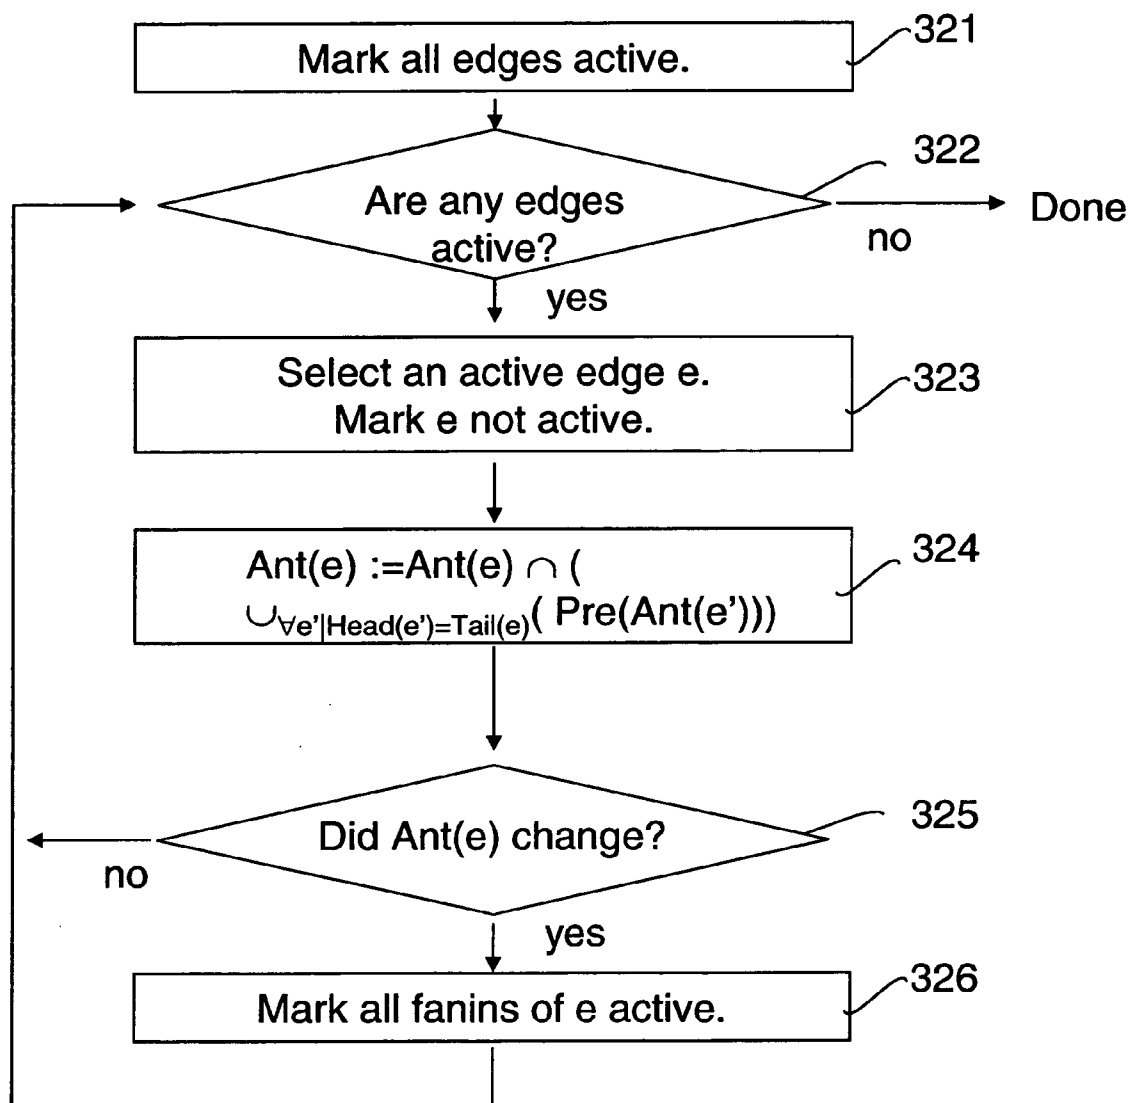 Mark all edges active.
321
322
Are any edges
active?
Done
no
yes
Select an active edge e.
Mark e not active.
323
Ant(e) :=Ant(e) ∩ (
∪∀e'|Head(e')=Tail(e)( Pre(Ant(e')))
324
Did Ant(e) change?
325
no
yes
Mark all fanins of e active.
326